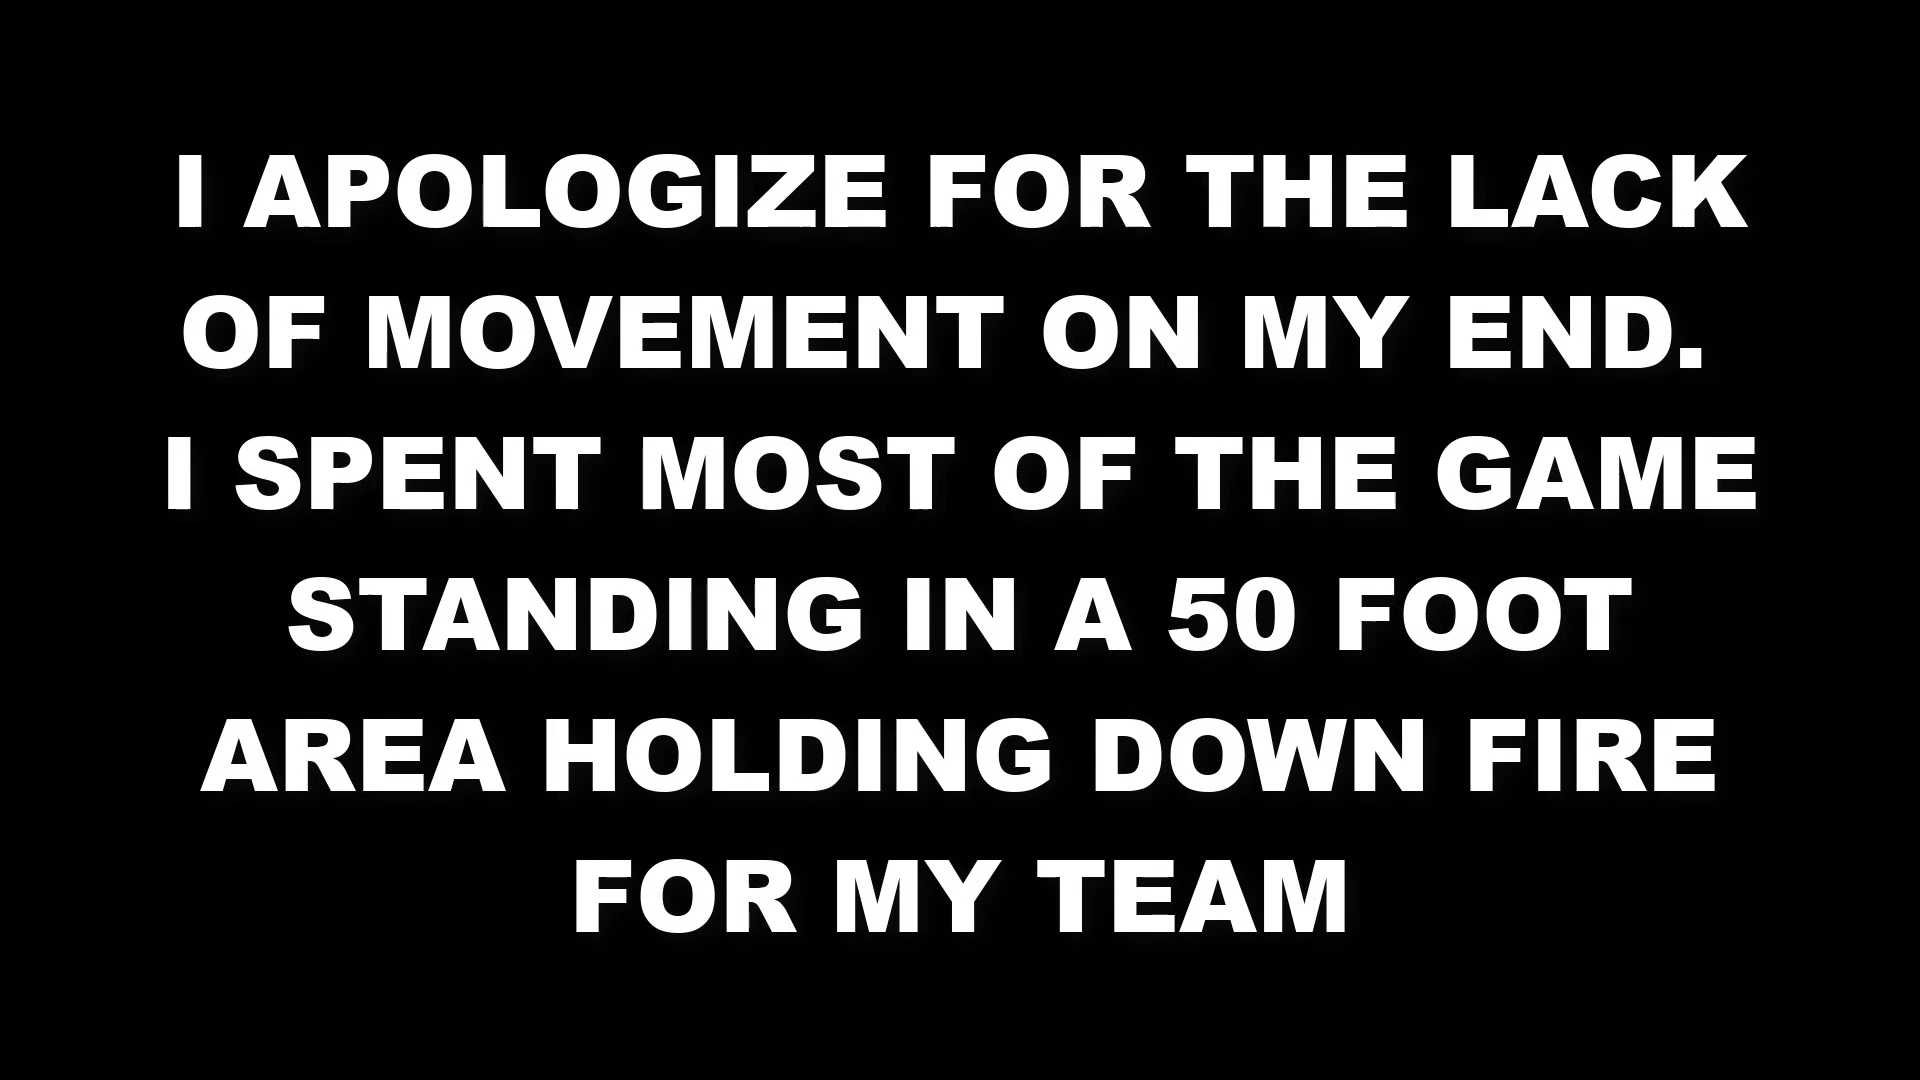 I APOLOGIZE FOR THE LACK
OF MOVEMENT ON MY END.
I SPENT MOST OF THE GAME
STANDING IN A 50 FOOT
AREA HOLDING DOWN FIRE
FOR MY TEAM